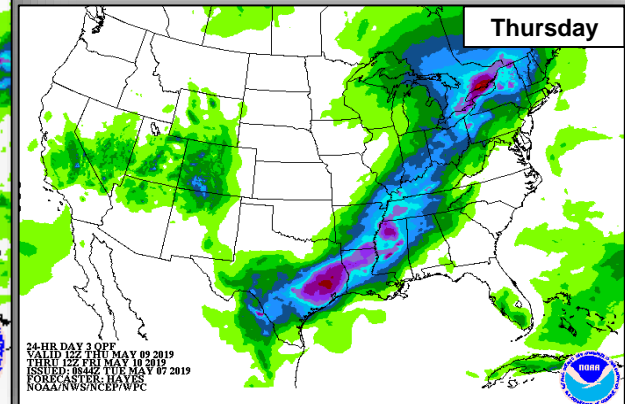 Thursday
24-HR DAY 3 QPF
VALID 12Z THU MAY 09 2019
THRU 12Z FRI MAY 10 2019
ISSUED: 0844Z TUE MAY 07 2019
FORECASTER: HAYES
NOAA/NWS/NCEP/WPC
NOAA